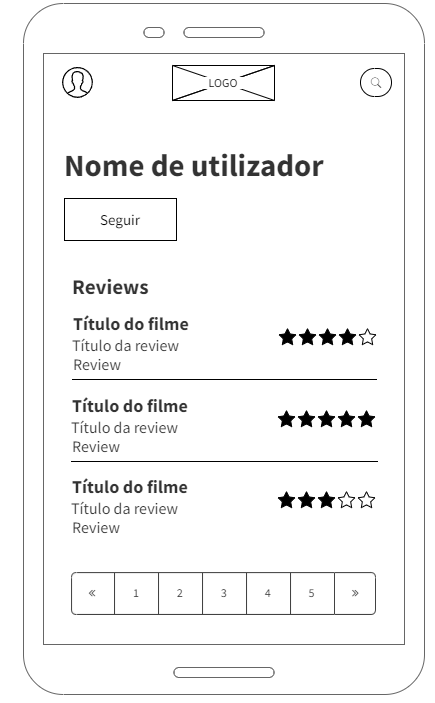 LOGO
Nome de utilizador
Seguir
Reviews
Título do filme
Título da review
Review
Título do filme
Título da review
Review
Título do filme
Título da review
Review
« 1 2 3 4 5 »